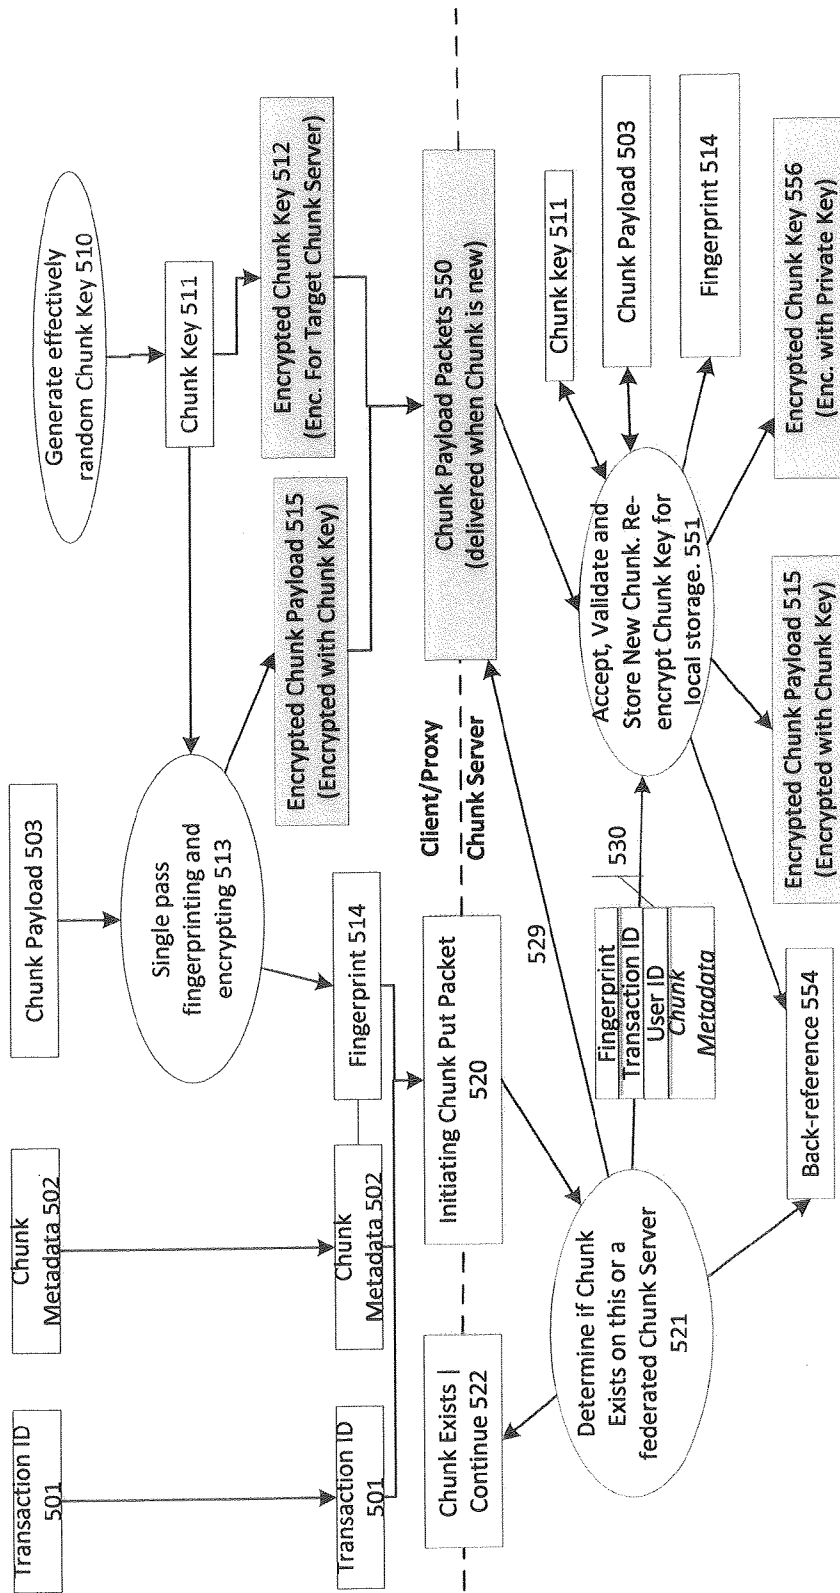 Transaction ID
501
Chunk
Metadata 502
Chunk Payload 503
Generate effectively
random Chunk Key 510
Single pass
fingerprinting and
encrypting 513
Chunk Key 511
Transaction ID
501
Chunk
Metadata 502
Fingerprint 514
Encrypted Chunk Payload 515
(Encrypted with Chunk Key)
Encrypted Chunk Key 512
(Enc. For Target Chunk Server)
Client/Proxy
Chunk Server
Chunk Exists |
Continue 522
Initiating Chunk Put Packet
520
Chunk Payload Packets 550
(delivered when Chunk is new)
529
Determine if Chunk
Exists on this or a
federated Chunk Server
521
Fingerprint
Transaction ID
User ID
Chunk
Metadata
530
Accept, Validate and
Store New Chunk. Re-
encrypt Chunk Key for
local storage. 551
Chunk Key 511
Chunk Payload 503
Fingerprint 514
Back-reference 554
Encrypted Chunk Payload 515
(Encrypted with Chunk Key)
Encrypted Chunk Key 556
(Enc. with Private Key)